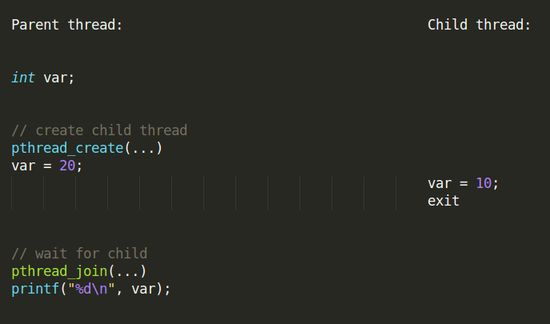 Parent thread: Child thread:
int var;
// create child thread
pthread_create(...)
var = 20;
var = 10;
exit
// wait for child
pthread_join(...)
printf("%d\n", var);